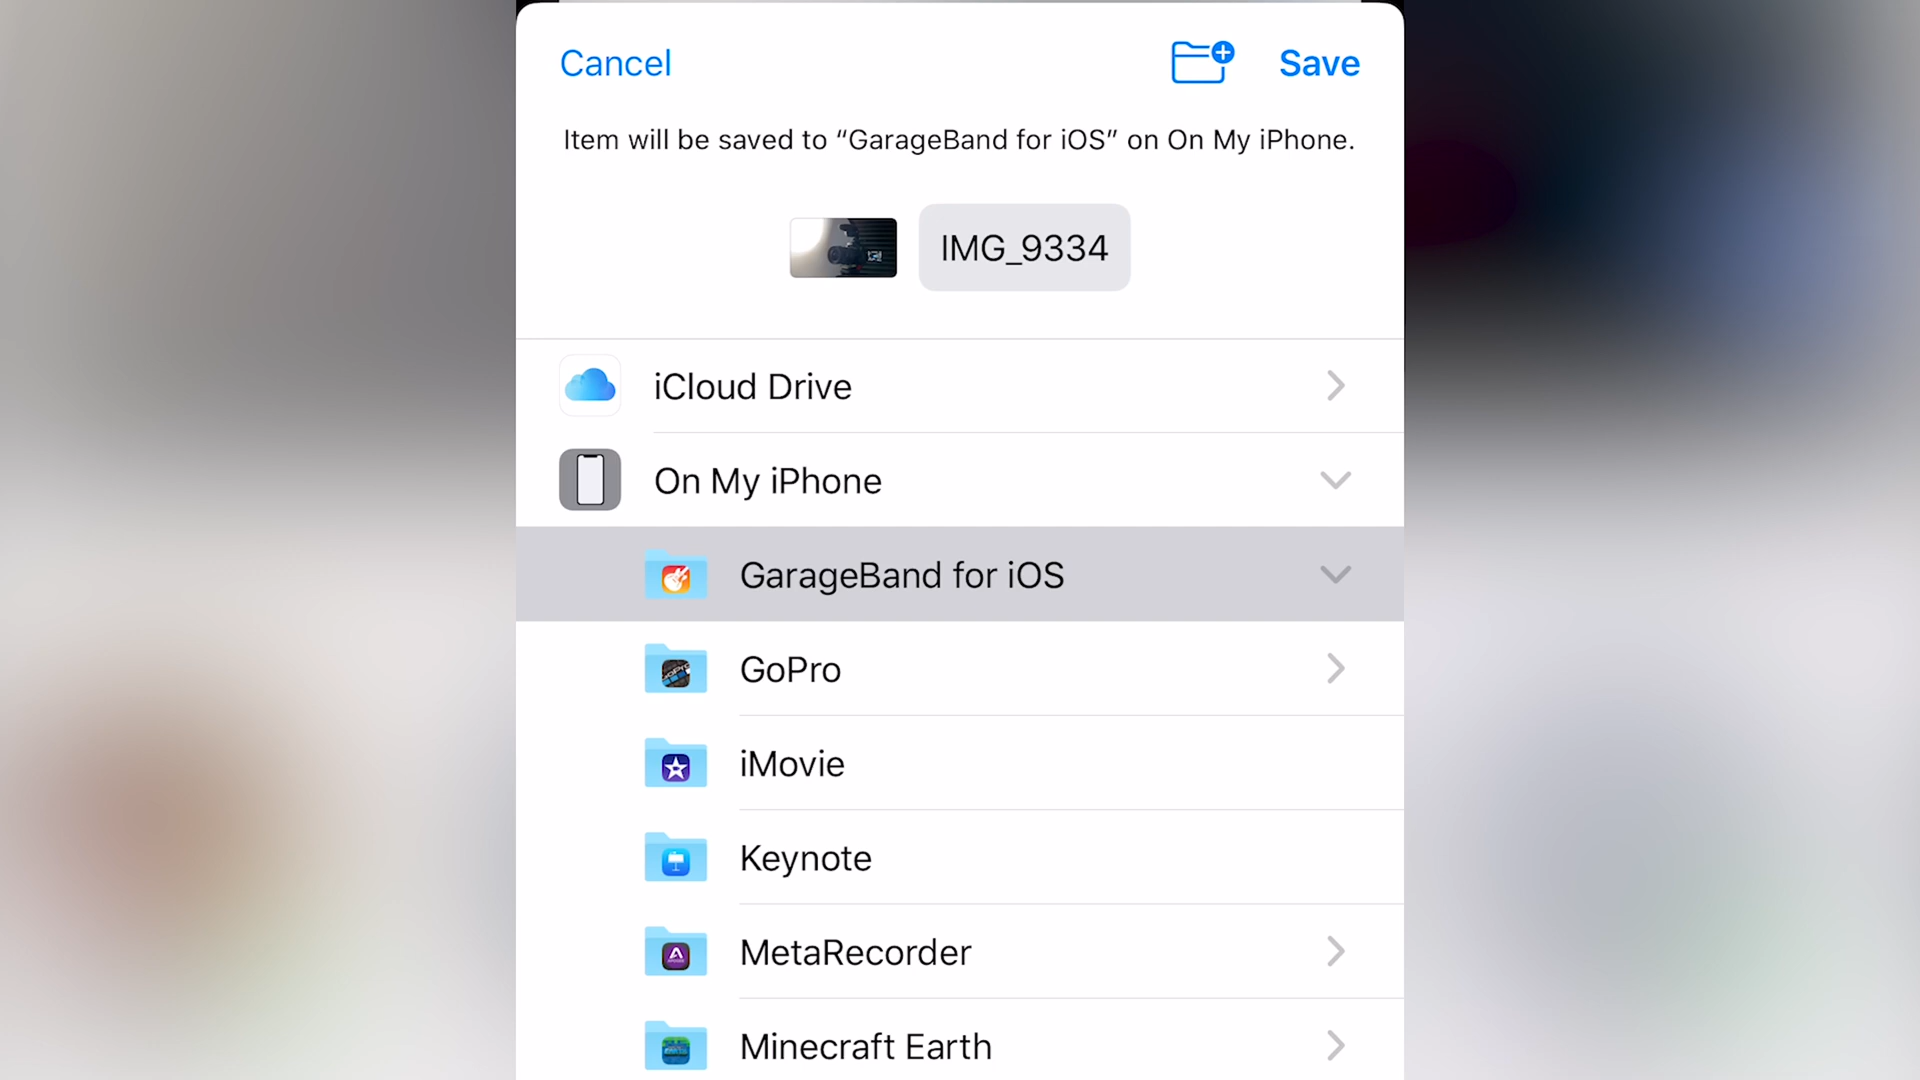 Cancel
Save
Item will be saved to “GarageBand for iOS” on On My iPhone.
IMG_9334
iCloud Drive
On My iPhone
GarageBand for iOS
GoPro
iMovie
Keynote
MetaRecorder
Minecraft Earth